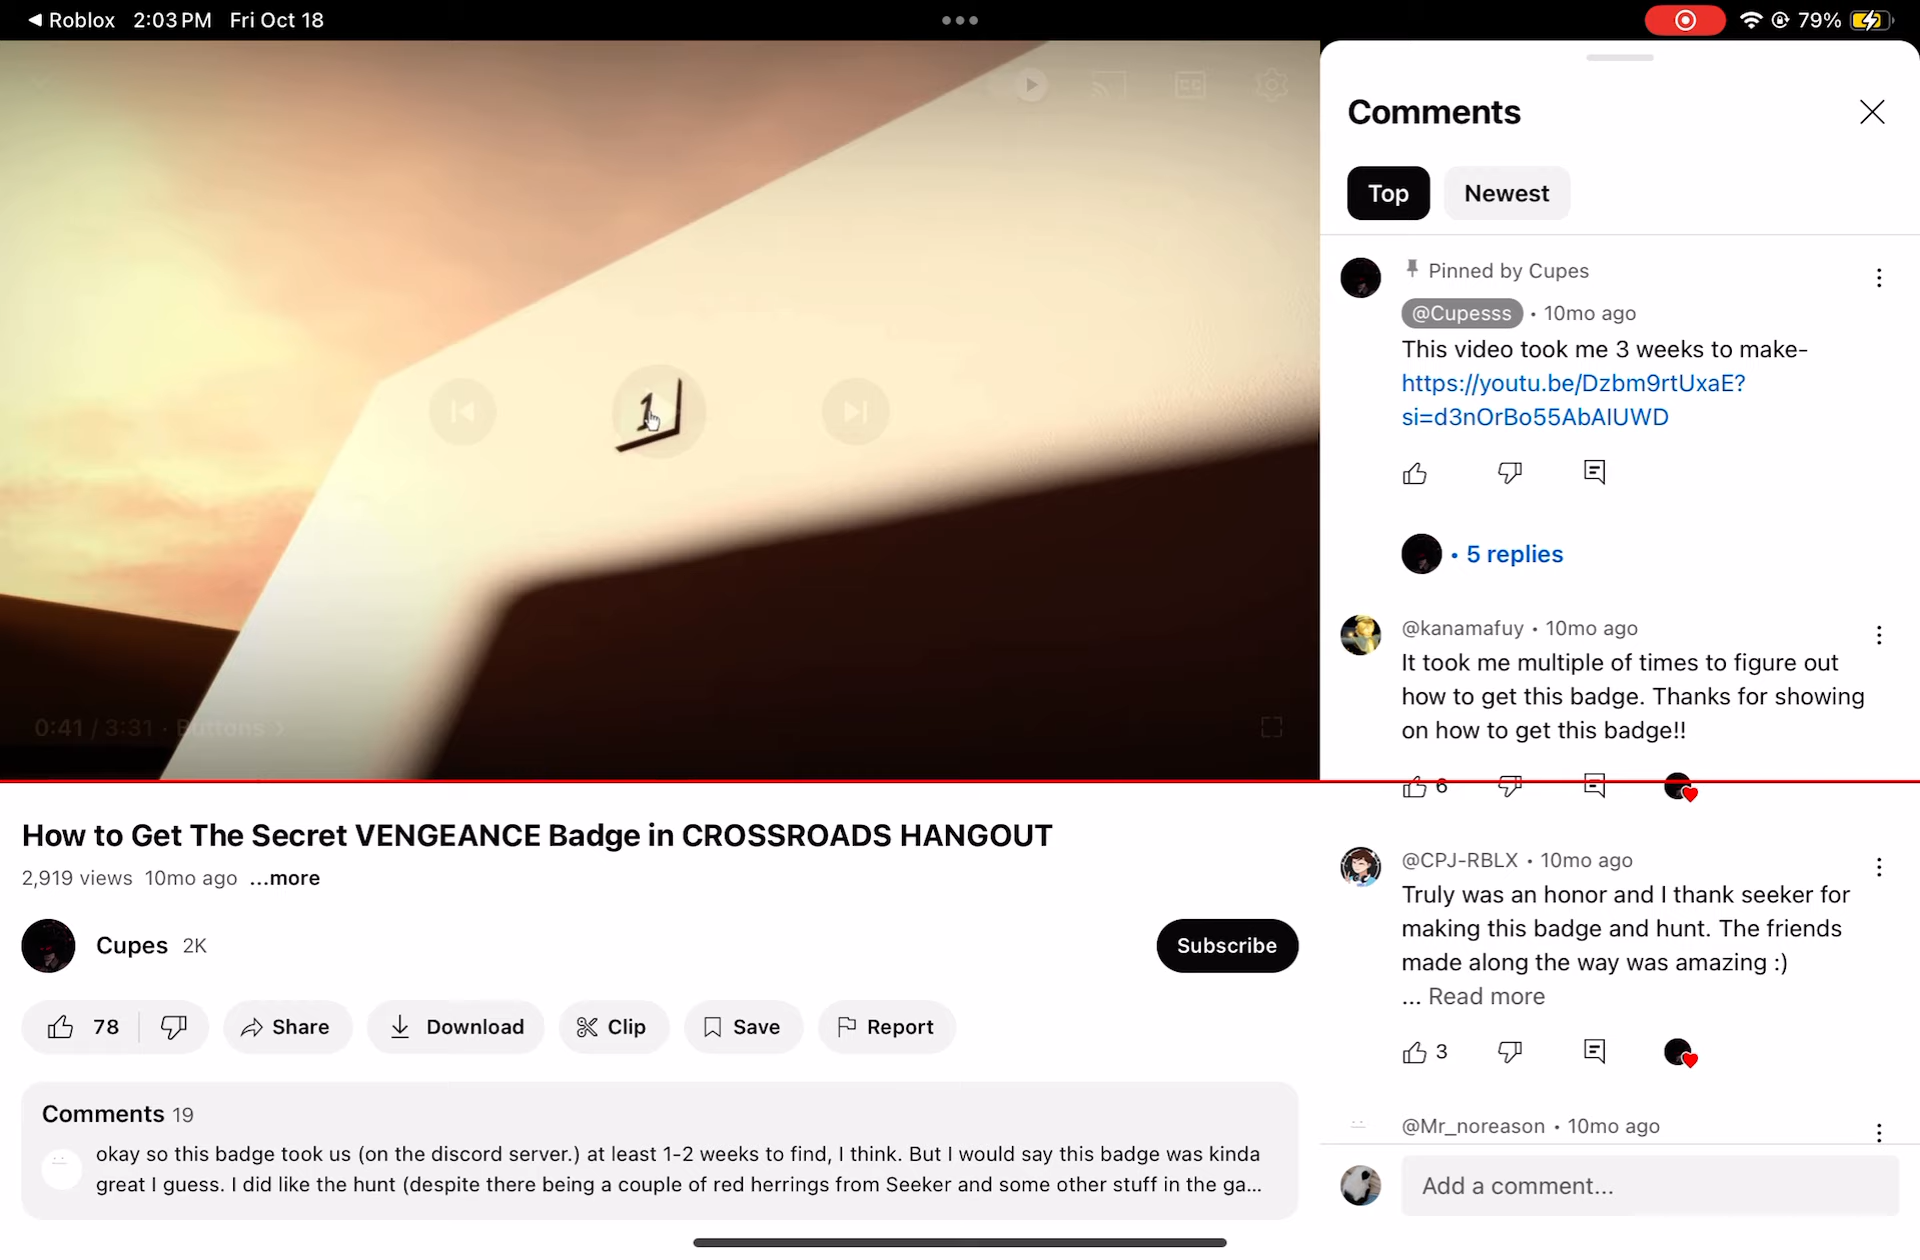 ◀ Roblox 2:03 PM Fri Oct 18
79%
CC
1
0:41 / 3:31 · Buttons
How to Get The Secret VENGEANCE Badge in CROSSROADS HANGOUT
2,919 views 10mo ago ...more
Cupes 2K
Subscribe
78
Share
Download
Clip
Save
Report
Comments 19
okay so this badge took us (on the discord server.) at least 1-2 weeks to find, I think. But I would say this badge was kinda
great I guess. I did like the hunt (despite there being a couple of red herrings from Seeker and some other stuff in the ga...
Comments
Top
Newest
Pinned by Cupes
@Cupesss • 10mo ago
This video took me 3 weeks to make-
https://youtu.be/Dzbm9rtUxaE?
si=d3nOrBo55AbAIUWD
• 5 replies
@kanamafuy • 10mo ago
It took me multiple of times to figure out
how to get this badge. Thanks for showing
on how to get this badge!!
6
@CPJ-RBLX • 10mo ago
Truly was an honor and I thank seeker for
making this badge and hunt. The friends
made along the way was amazing :)
... Read more
3
@Mr_noreason • 10mo ago
Add a comment...